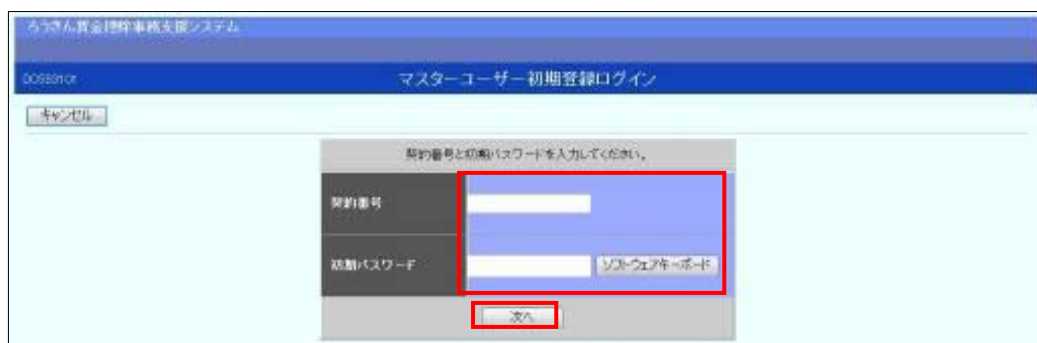 ろうきん賃金控除事務支援システム
マスターユーザー初期登録ログイン
キャンセル
契約番号と初期パスワードを入力してください。
契約番号
初期パスワード
ソフトウェアキーボード
次へ